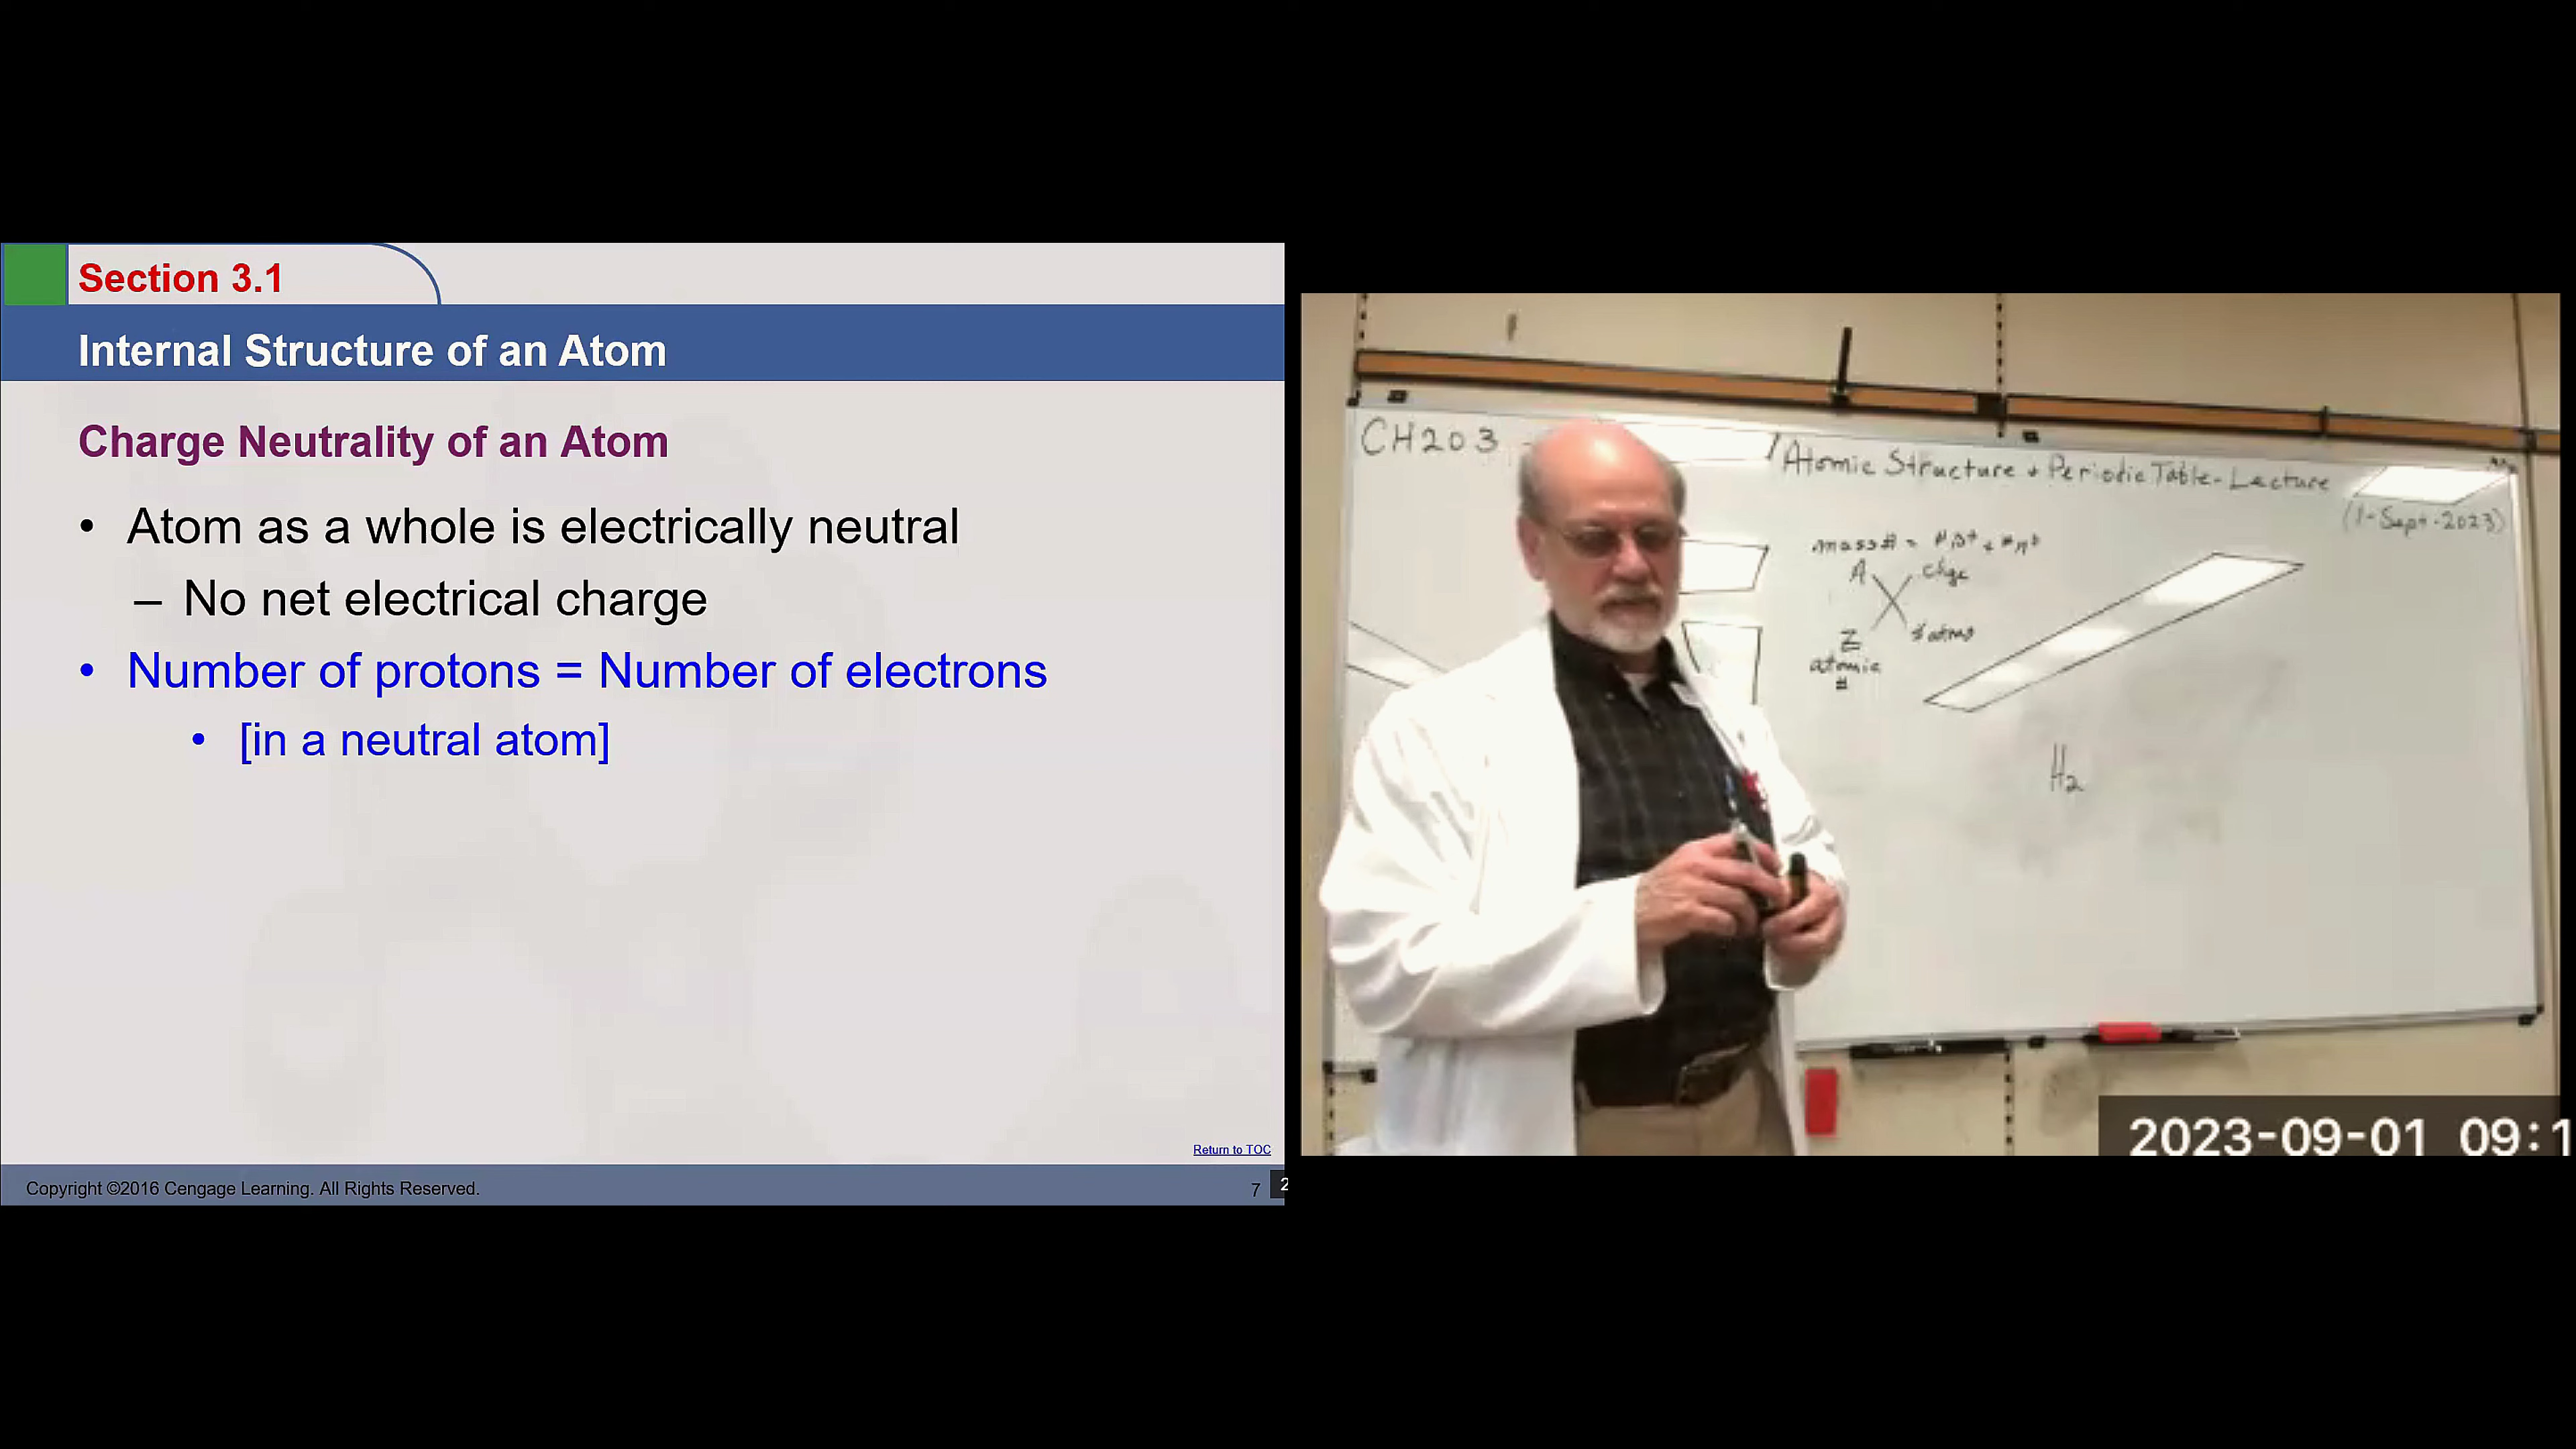 Section 3.1
Internal Structure of an Atom
Charge Neutrality of an Atom
• Atom as a whole is electrically neutral
– No net electrical charge
• Number of protons = Number of electrons
• [in a neutral atom]
Return to TOC
Copyright ©2016 Cengage Learning. All Rights Reserved.
7
2
CH203
Atomic Structure + Periodic Table - Lecture
(1-Sept-2023)
mass # = # p+ + # n°
A chge
Z # atoms
atomic
#
H2
2023-09-01 09:1